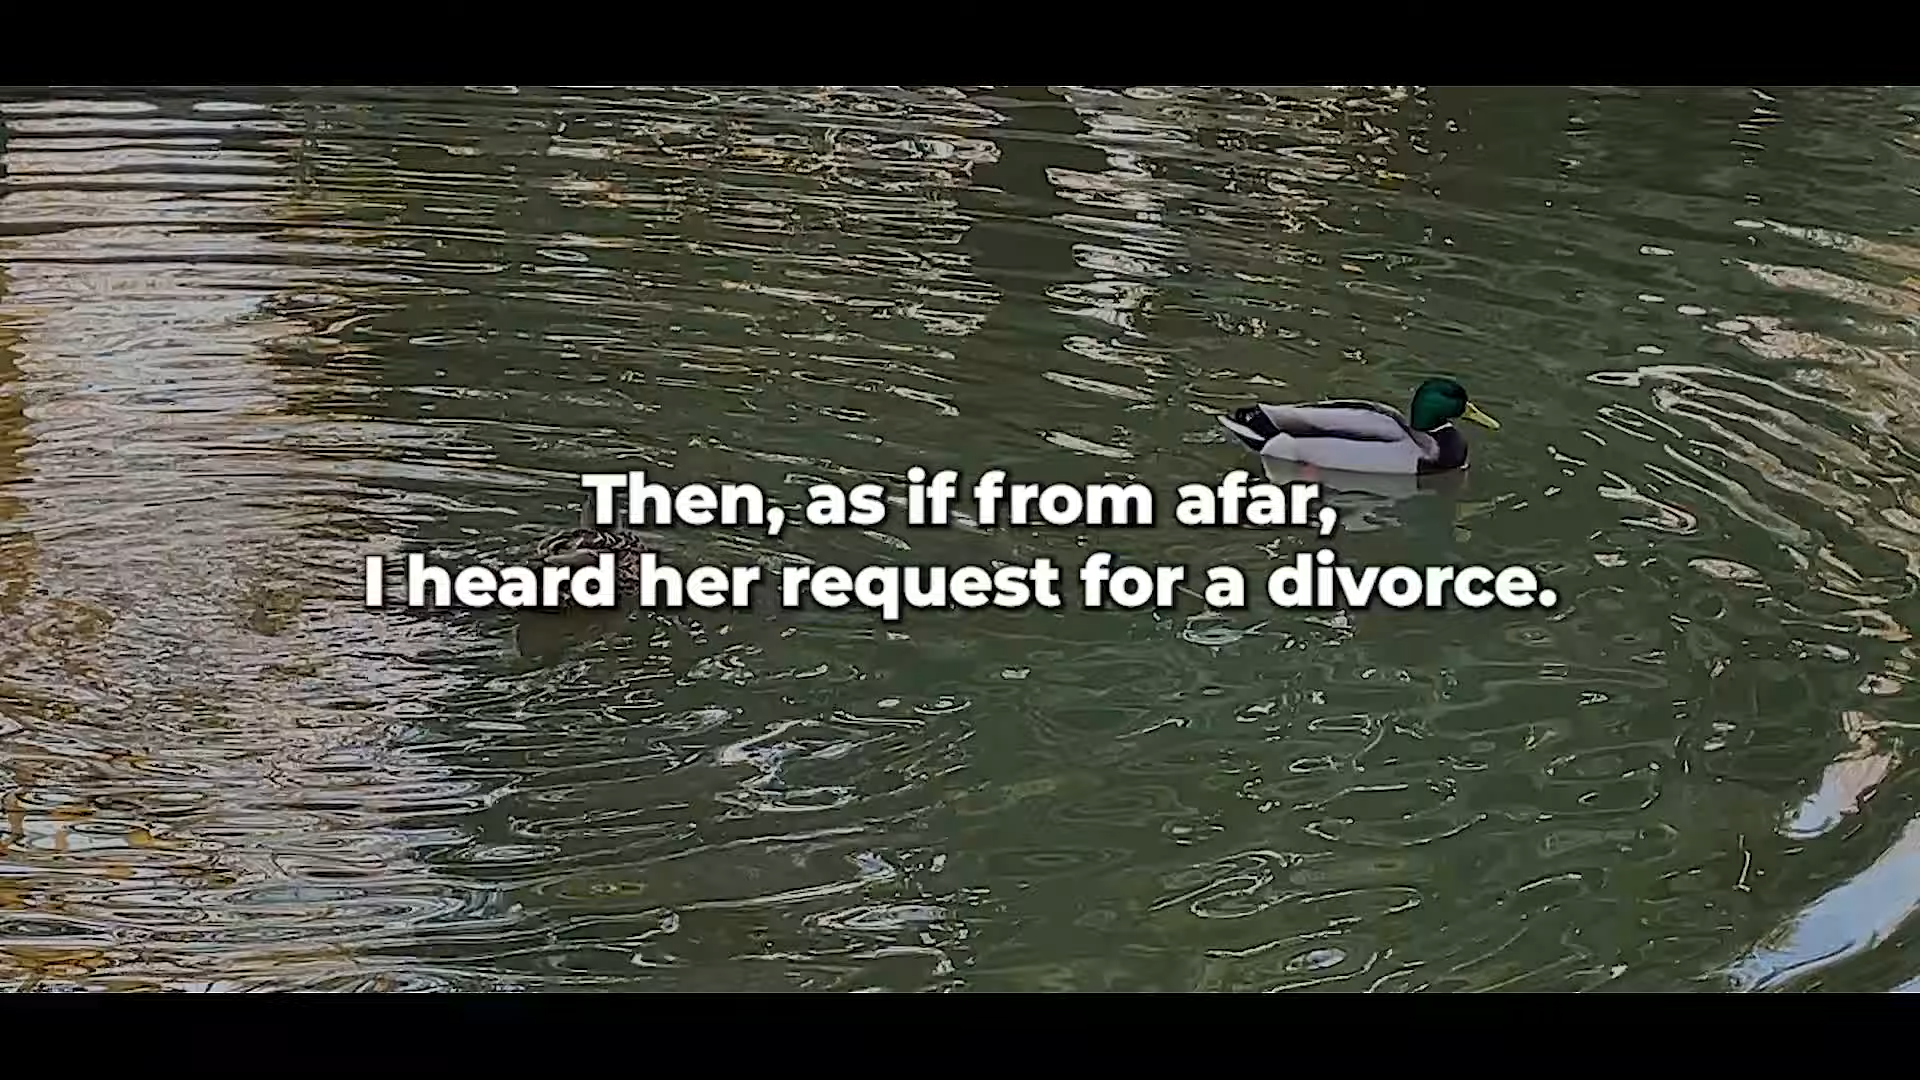 Then, as if from afar,
I heard her request for a divorce.